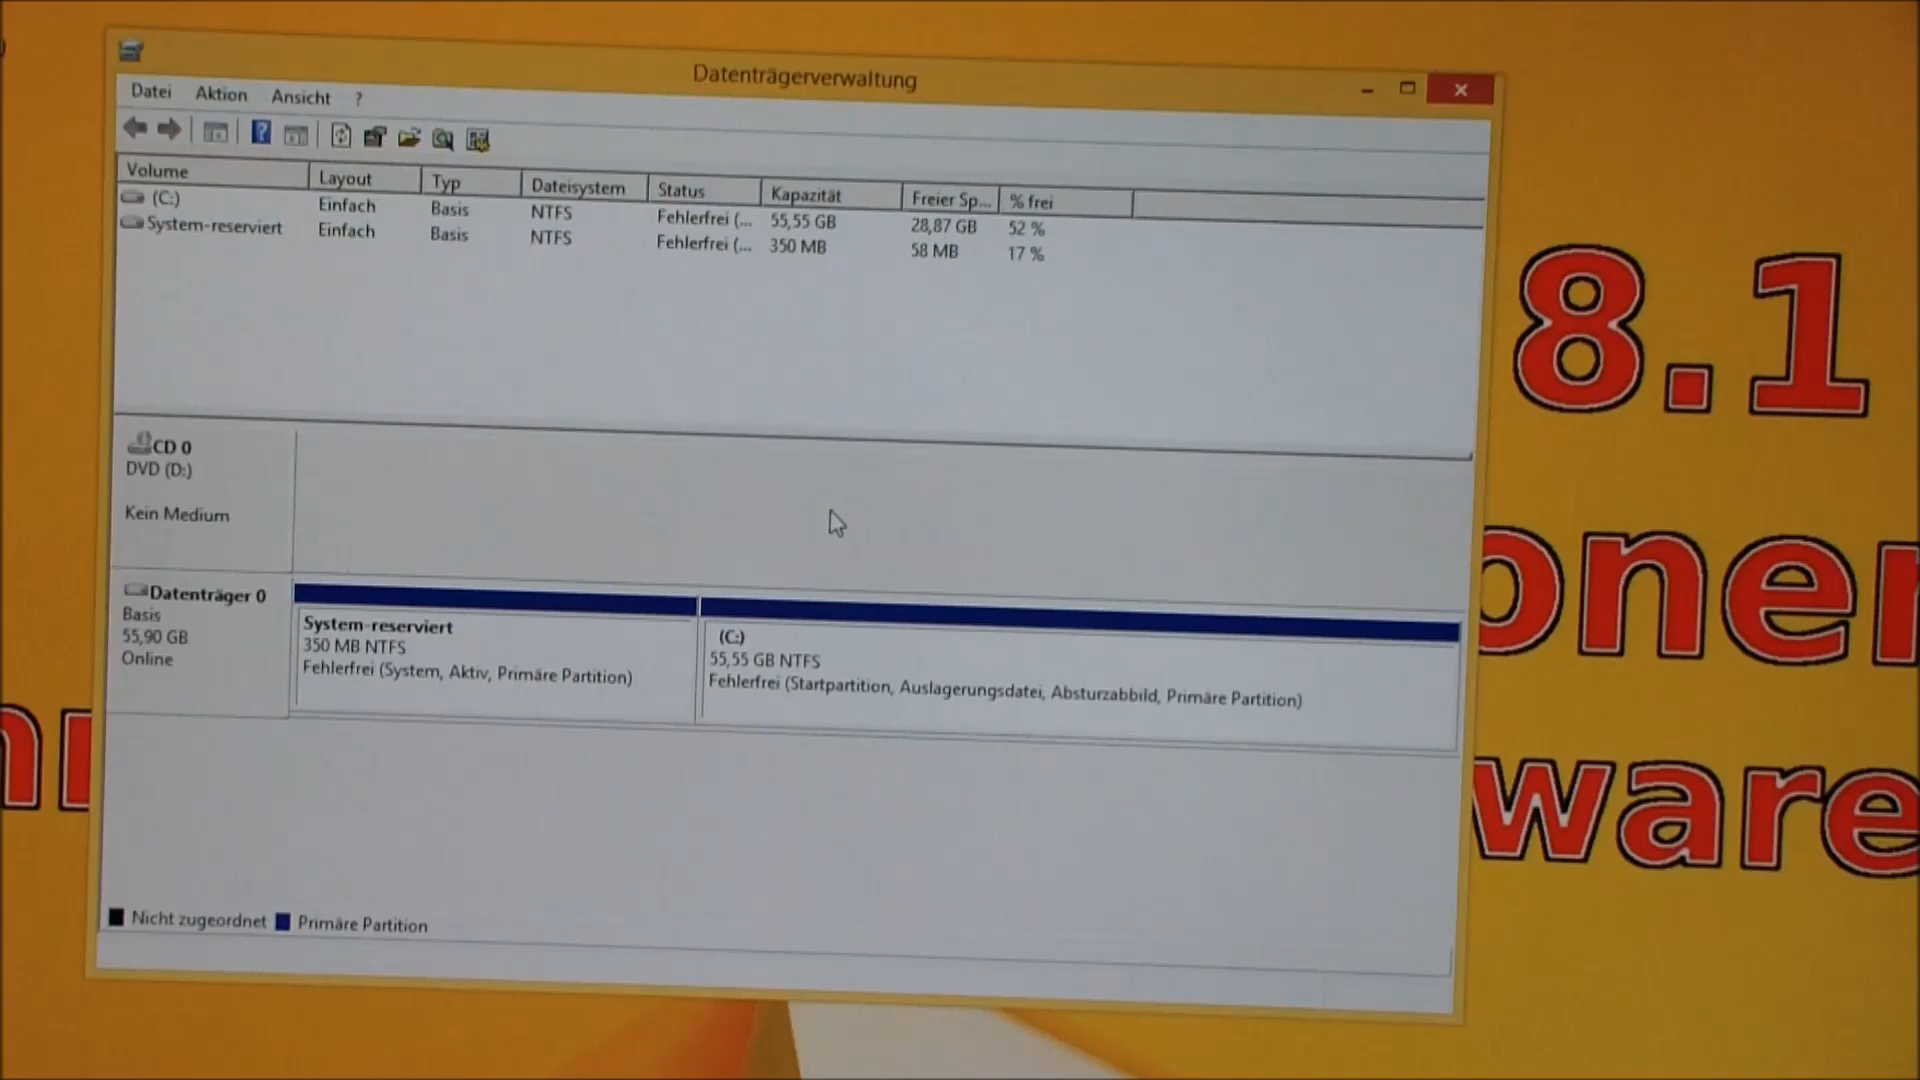 Datenträgerverwaltung
Datei Aktion Ansicht ?
Volume Layout Typ Dateisystem Status Kapazität Freier Sp... % frei
(C:) Einfach Basis NTFS Fehlerfrei (... 55,55 GB 28,87 GB 52 %
System-reserviert Einfach Basis NTFS Fehlerfrei (... 350 MB 58 MB 17 %
8.1
CD 0
DVD (D:)
Kein Medium
oner
Datenträger 0
Basis
55,90 GB
Online
System-reserviert
350 MB NTFS
Fehlerfrei (System, Aktiv, Primäre Partition)
(C:)
55,55 GB NTFS
Fehlerfrei (Startpartition, Auslagerungsdatei, Absturzabbild, Primäre Partition)
ware
Nicht zugeordnet Primäre Partition